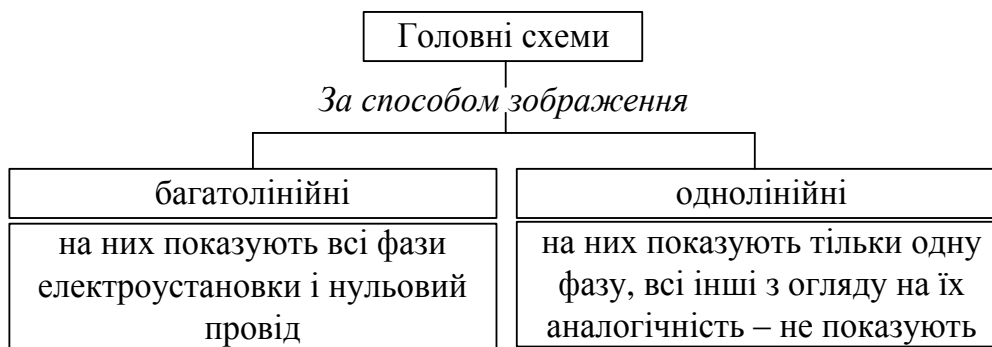 Головні схеми
За способом зображення
багатолінійні
на них показують всі фази
електроустановки і нульовий
провід
однолінійні
на них показують тільки одну
фазу, всі інші з огляду на їх
аналогічність – не показують